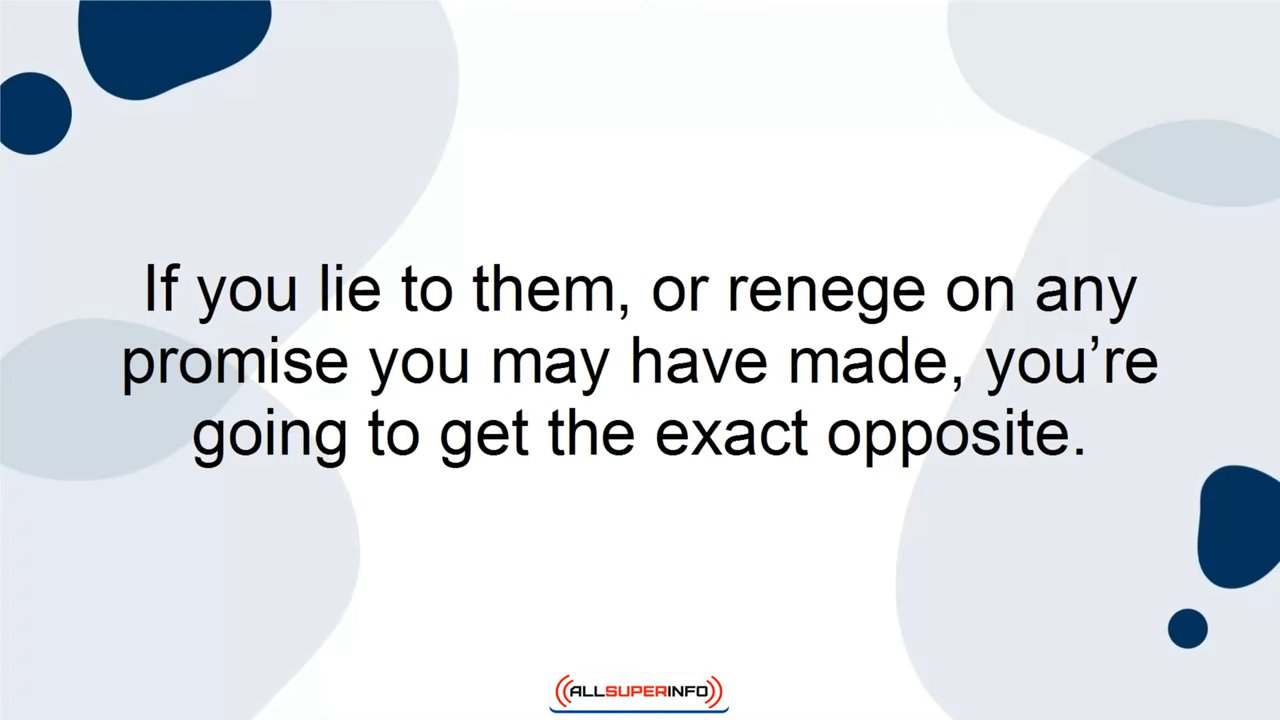 If you lie to them, or renege on any
promise you may have made, you’re
going to get the exact opposite.
ALLSUPERINFO